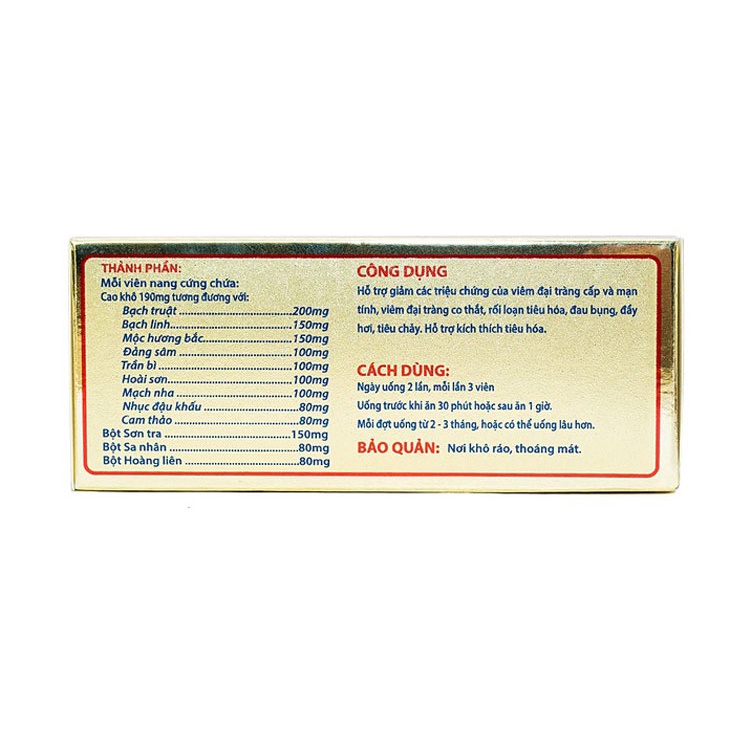 THÀNH PHẦN:
Mỗi viên nang cứng chứa:
Cao khô 190mg tương đương với:
Bạch truật ................................200mg
Bạch linh..................................150mg
Mộc hương bắc.........................150mg
Đảng sâm .................................100mg
Trần bì .....................................100mg
Hoài sơn...................................100mg
Mạch nha .................................100mg
Nhục đậu khấu ...........................80mg
Cam thảo ...................................80mg
Bột Sơn tra ...................................150mg
Bột Sa nhân ....................................80mg
Bột Hoàng liên ................................80mg
CÔNG DỤNG
Hỗ trợ giảm các triệu chứng của viêm đại tràng cấp và mạn
tính, viêm đại tràng co thắt, rối loạn tiêu hóa, đau bụng, đầy
hơi, tiêu chảy. Hỗ trợ kích thích tiêu hóa.
CÁCH DÙNG:
Ngày uống 2 lần, mỗi lần 3 viên
Uống trước khi ăn 30 phút hoặc sau ăn 1 giờ.
Mỗi đợt uống từ 2 - 3 tháng, hoặc có thể uống lâu hơn.
BẢO QUẢN: Nơi khô ráo, thoáng mát.